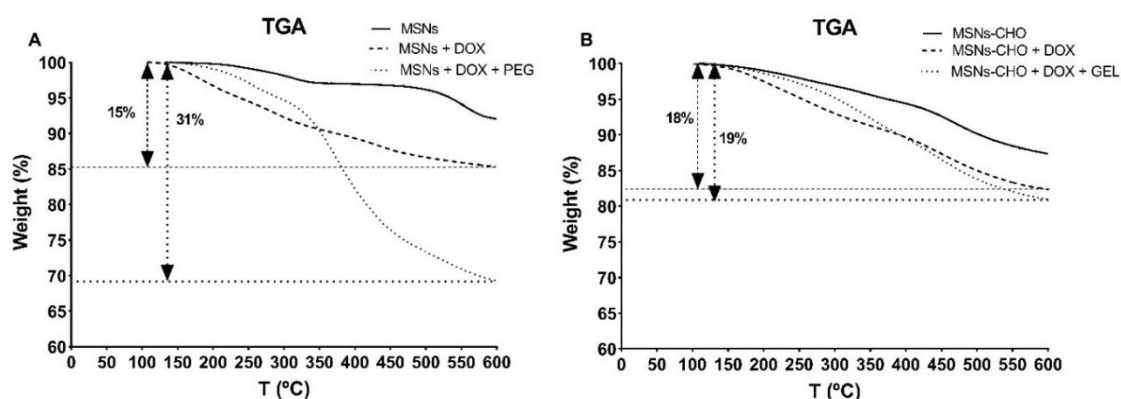 A
TGA
MSNs
MSNs + DOX
MSNs + DOX + PEG
Weight (%)
100
95
90
85
80
75
70
65
60
15%
31%
0 50 100 150 200 250 300 350 400 450 500 550 600
T (ºC)
B
TGA
MSNs-CHO
MSNs-CHO + DOX
MSNs-CHO + DOX + GEL
Weight (%)
100
95
90
85
80
75
70
65
60
18%
19%
0 50 100 150 200 250 300 350 400 450 500 550 600
T (ºC)